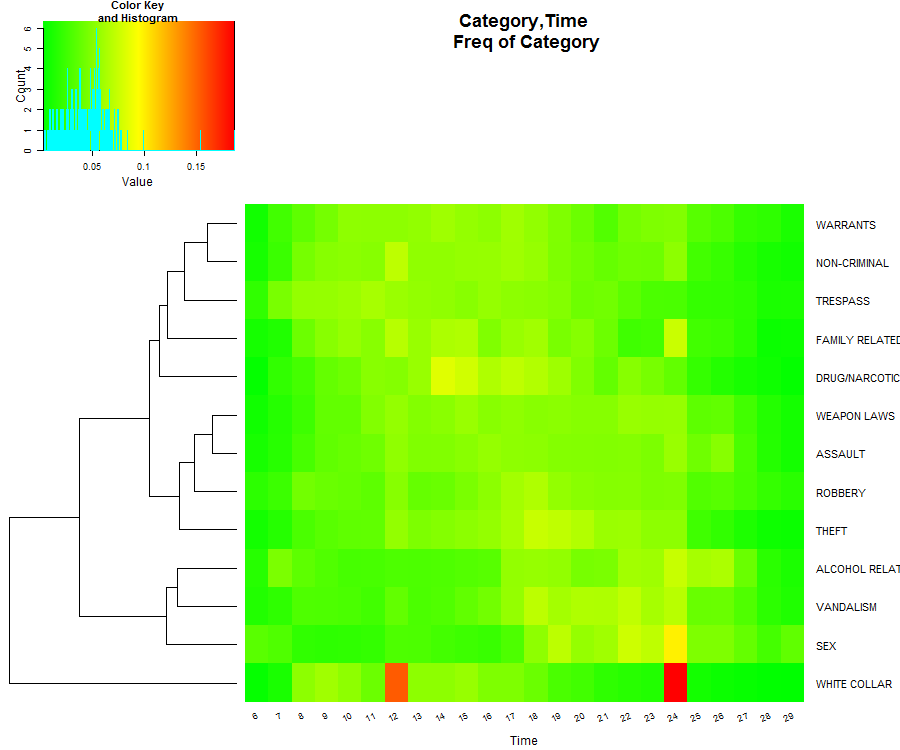 Color Key
and Histogram
Category,Time
Freq of Category
Count
0 1 2 3 4 5 6
0.05 0.1 0.15
Value
WARRANTS
NON-CRIMINAL
TRESPASS
FAMILY RELATED
DRUG/NARCOTIC
WEAPON LAWS
ASSAULT
ROBBERY
THEFT
ALCOHOL RELAT
VANDALISM
SEX
WHITE COLLAR
6 7 8 9 10 11 12 13 14 15 16 17 18 19 20 21 22 23 24 25 26 27 28 29
Time